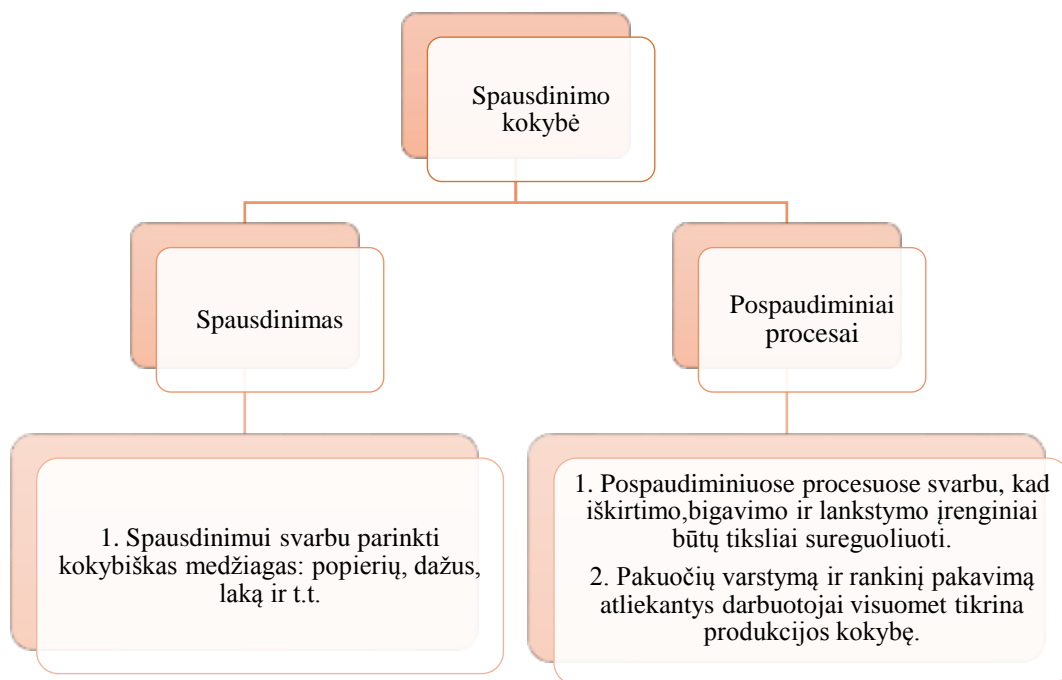 Spausdinimo
kokybė
Spausdinimas
Pospaudiminiai
procesai
1. Spausdinimui svarbu parinkti
kokybiškas medžiagas: popierių, dažus,
laką ir t.t.
1. Pospaudiminiuose procesuose svarbu, kad
iškirtimo,bigavimo ir lankstymo įrenginiai
būtų tiksliai sureguoliuoti.
2. Pakuočių varstymą ir rankinį pakavimą
atliekantys darbuotojai visuomet tikrina
produkcijos kokybę.